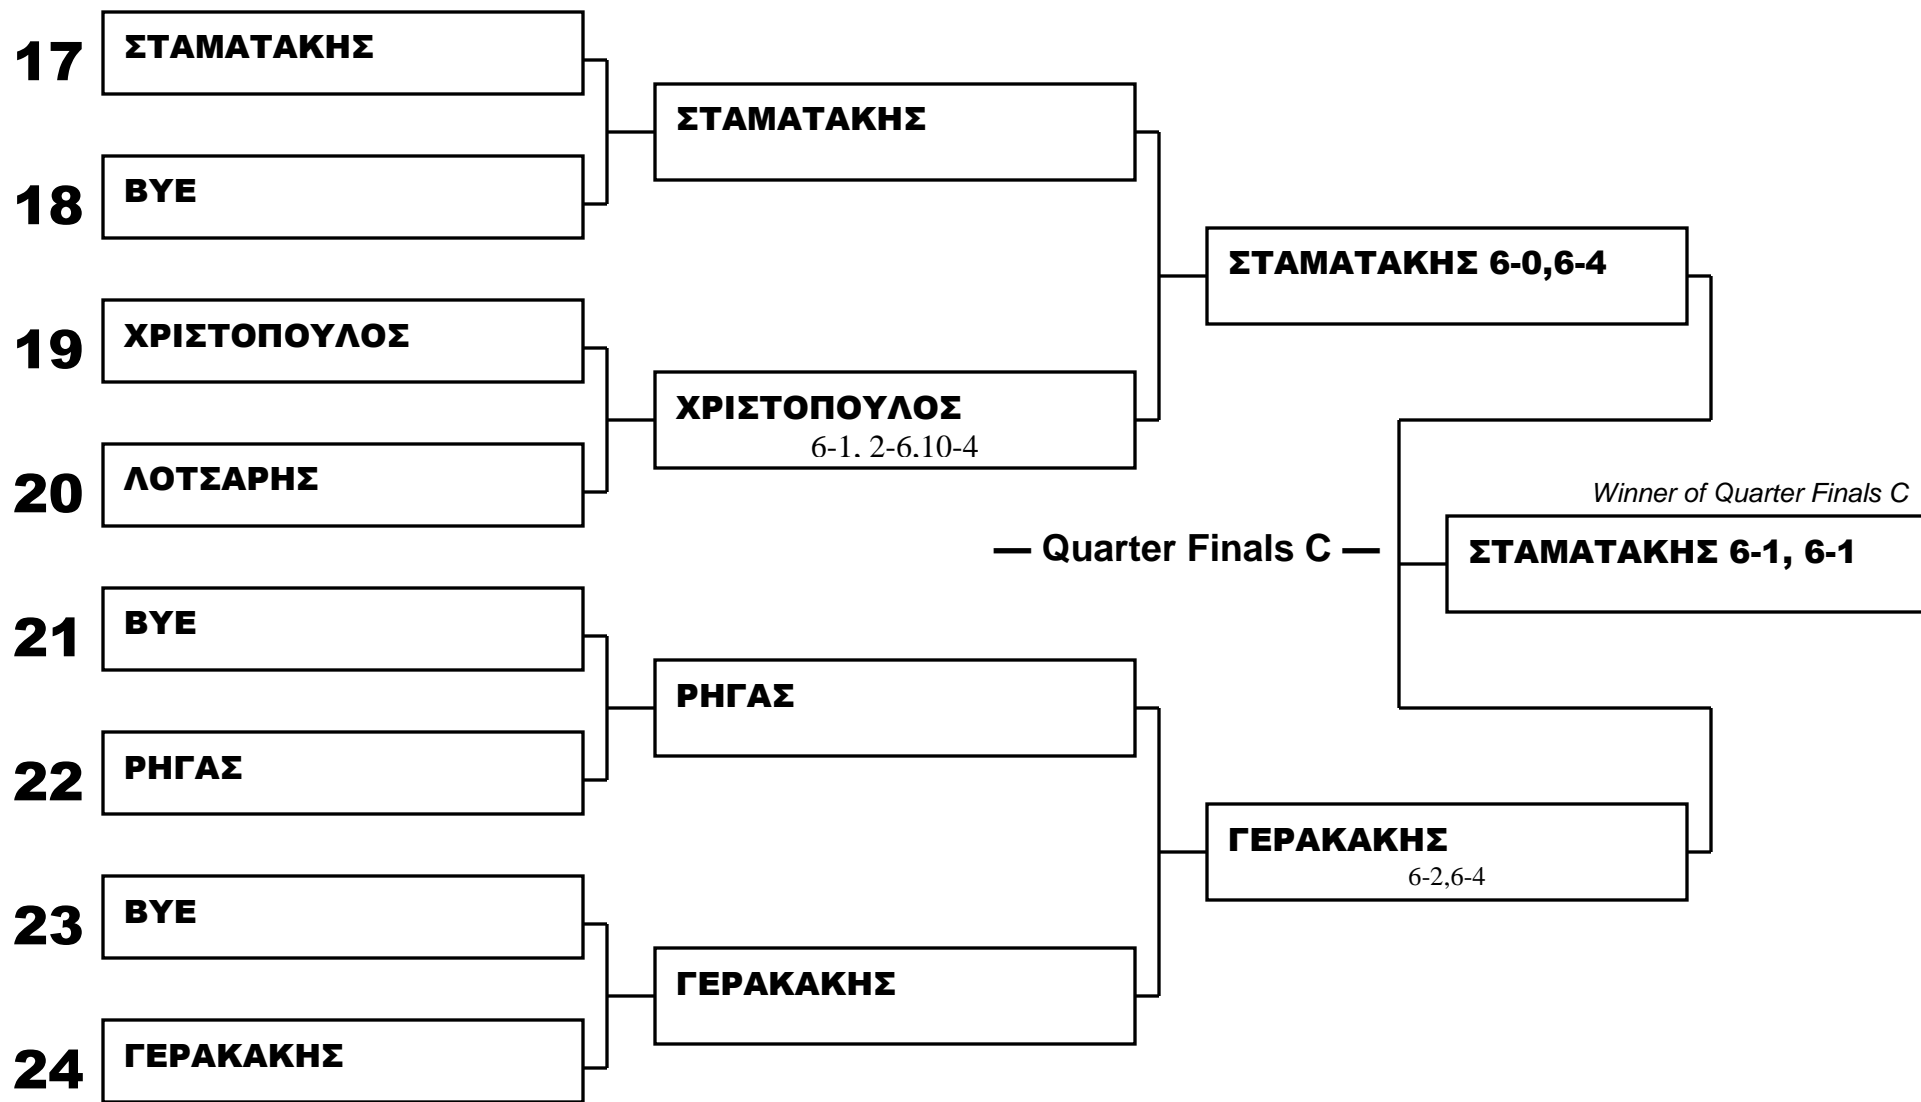 17
ΣΤΑΜΑΤΑΚΗΣ
18
BYE
19
ΧΡΙΣΤΟΠΟΥΛΟΣ
20
ΛΟΤΣΑΡΗΣ
21
BYE
22
ΡΗΓΑΣ
23
BYE
24
ΓΕΡΑΚΑΚΗΣ
ΣΤΑΜΑΤΑΚΗΣ
ΧΡΙΣΤΟΠΟΥΛΟΣ
6-1, 2-6,10-4
ΡΗΓΑΣ
ΓΕΡΑΚΑΚΗΣ
ΣΤΑΜΑΤΑΚΗΣ 6-0,6-4
ΓΕΡΑΚΑΚΗΣ
6-2,6-4
— Quarter Finals C —
Winner of Quarter Finals C
ΣΤΑΜΑΤΑΚΗΣ 6-1, 6-1